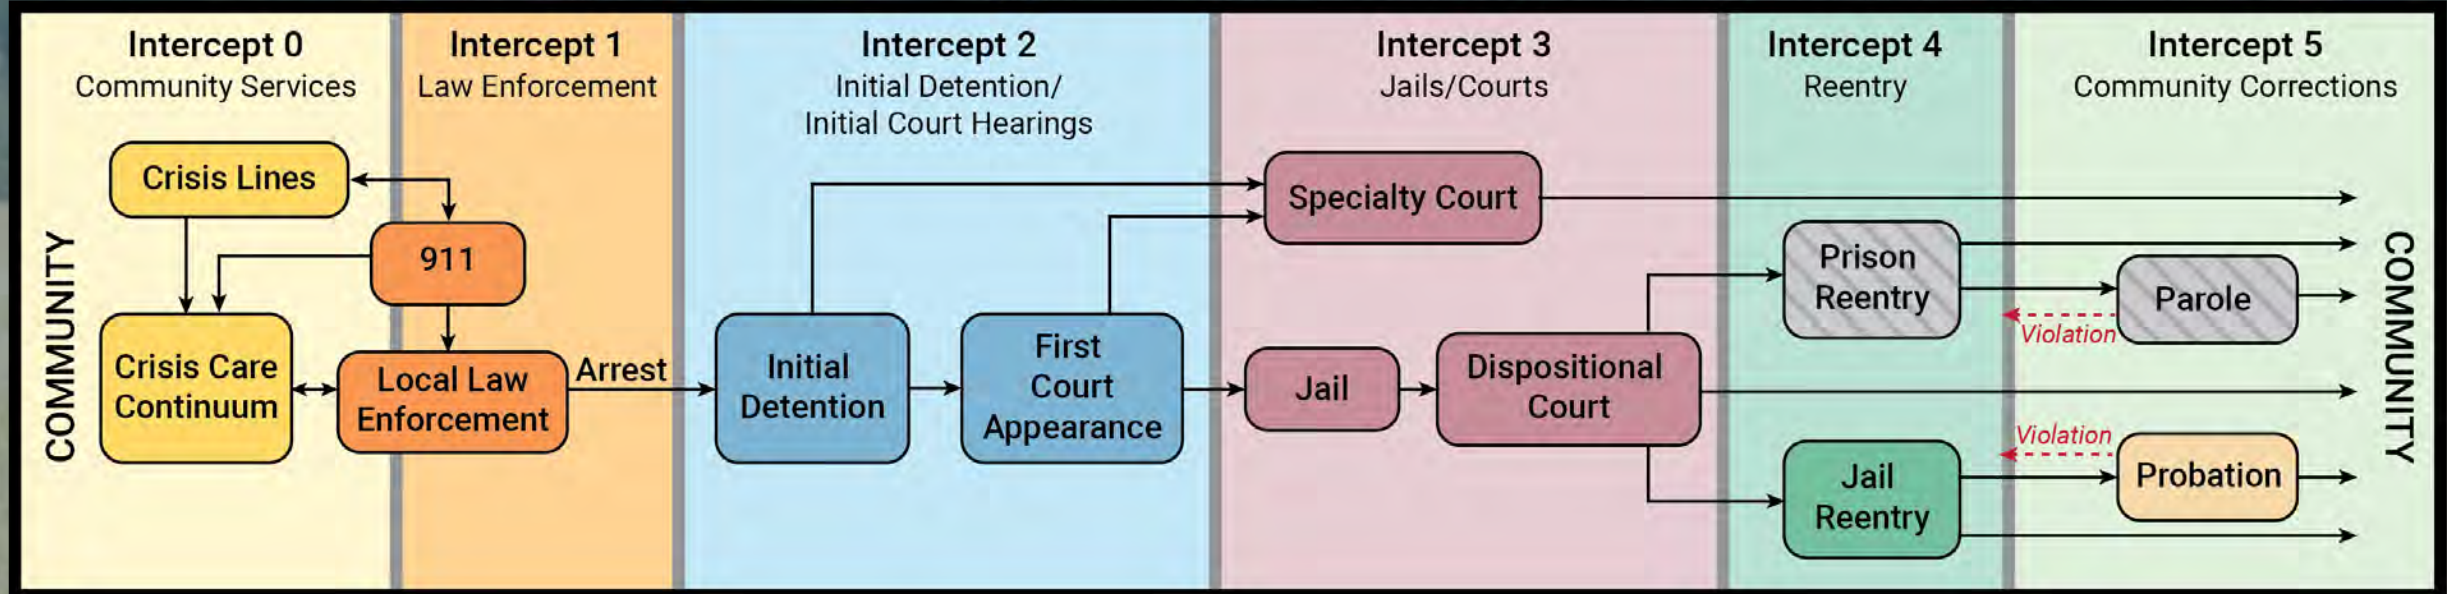 Intercept 0
Community Services
Intercept 1
Law Enforcement
Intercept 2
Initial Detention/
Initial Court Hearings
Intercept 3
Jails/Courts
Intercept 4
Reentry
Intercept 5
Community Corrections
COMMUNITY
Crisis Lines
911
Crisis Care
Continuum
Local Law
Enforcement
Arrest
Initial
Detention
First
Court
Appearance
Specialty Court
Jail
Dispositional
Court
Prison
Reentry
Jail
Reentry
Parole
Violation
Violation
Probation
COMMUNITY